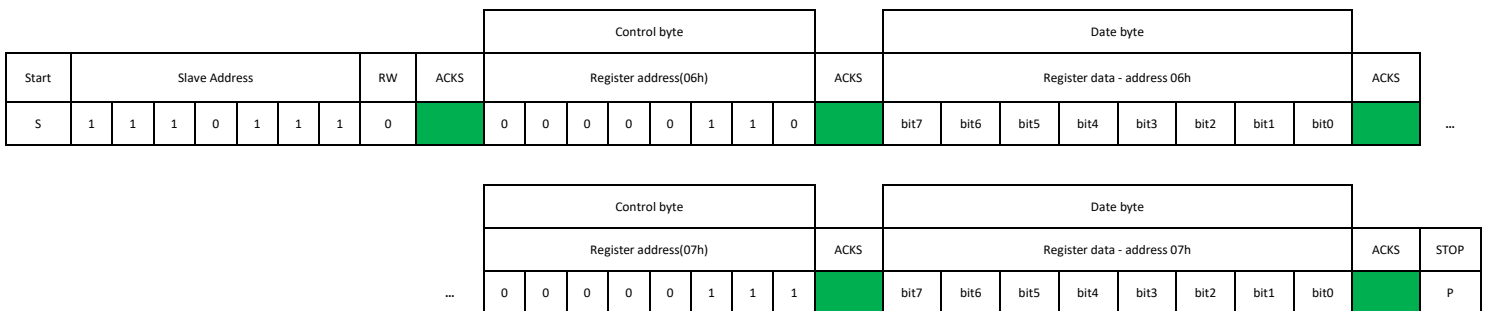 Control byte Date byte
Start Slave Address RW ACKS Register address(06h) ACKS Register data - address 06h ACKS
S 1 1 1 0 1 1 1 0 0 0 0 0 0 1 1 0 bit7 bit6 bit5 bit4 bit3 bit2 bit1 bit0 ...
Control byte Date byte
Register address(07h) ACKS Register data - address 07h ACKS STOP
... 0 0 0 0 0 1 1 1 bit7 bit6 bit5 bit4 bit3 bit2 bit1 bit0 P